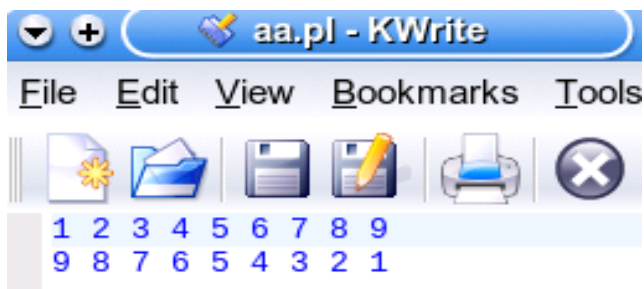 aa.pl - KWrite
File Edit View Bookmarks Tools
1 2 3 4 5 6 7 8 9
9 8 7 6 5 4 3 2 1